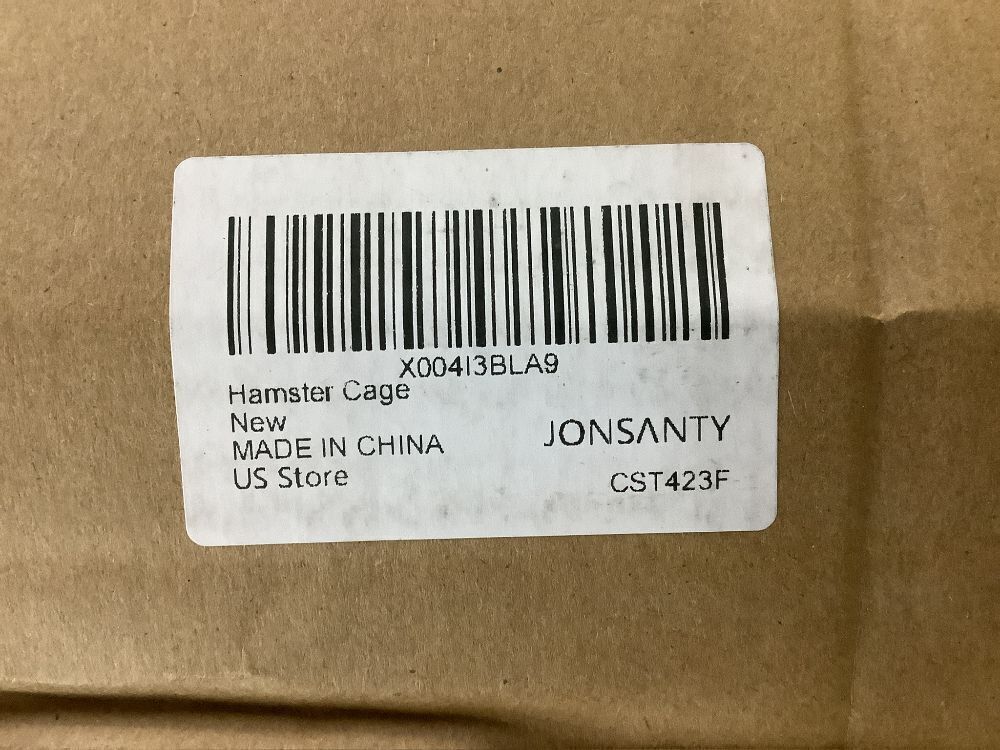 X004I3BLA9
Hamster Cage
New
MADE IN CHINA
US Store
JONSANTY
CST423F